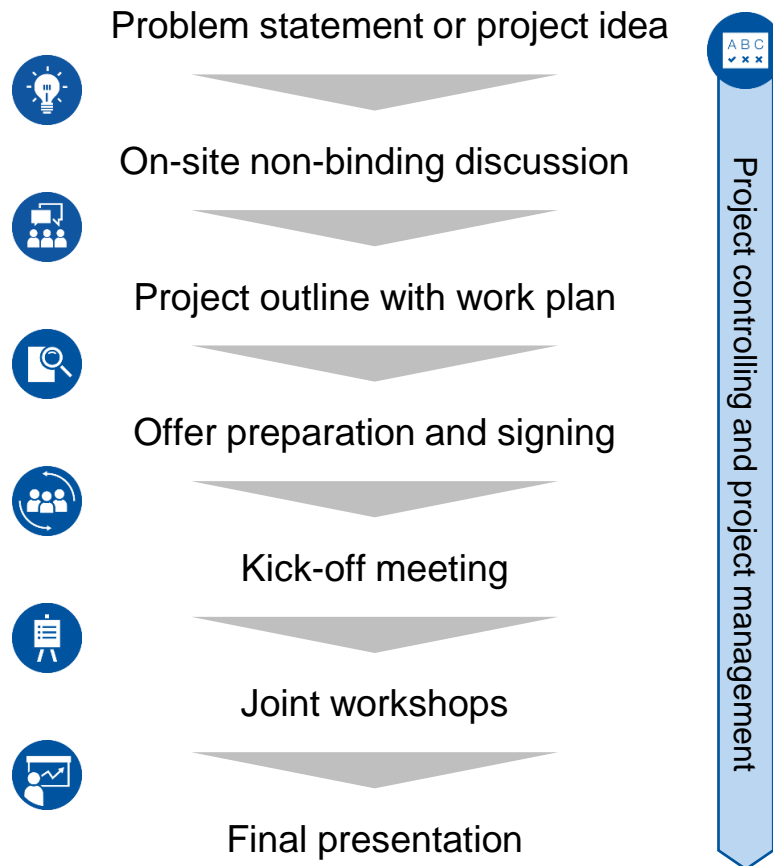 Problem statement or project idea
On-site non-binding discussion
Project outline with work plan
Offer preparation and signing
Kick-off meeting
Joint workshops
Final presentation
A B C
Project controlling and project management